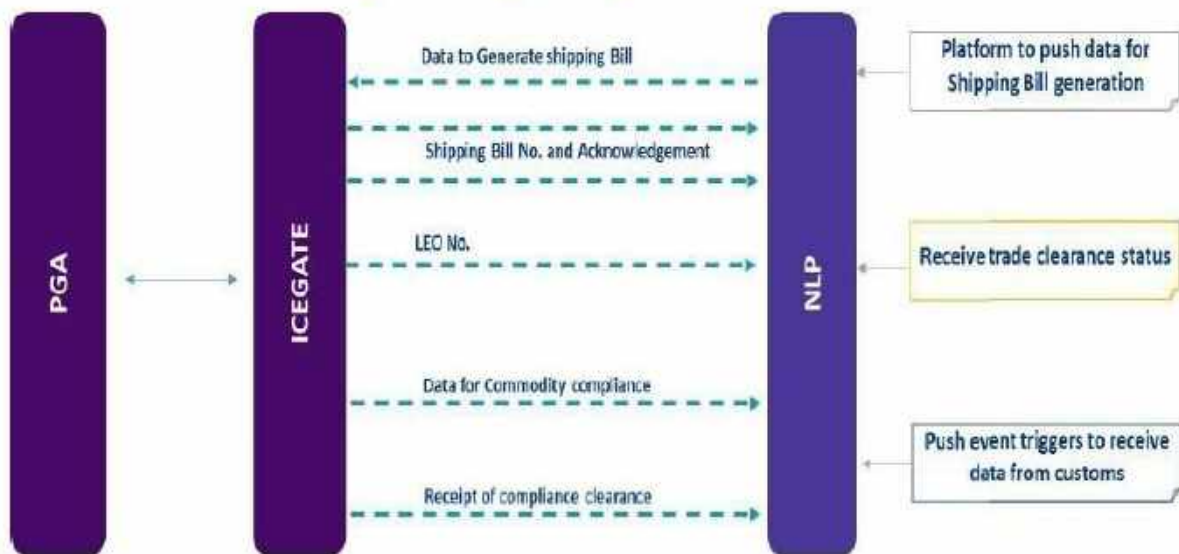 PGA
ICEGATE
NLP
Data to Generate shipping Bill
Shipping Bill No. and Acknowledgement
LEO No.
Data for Commodity compliance
Receipt of compliance clearance
Platform to push data for
Shipping Bill generation
Receive trade clearance status
Push event triggers to receive
data from customs